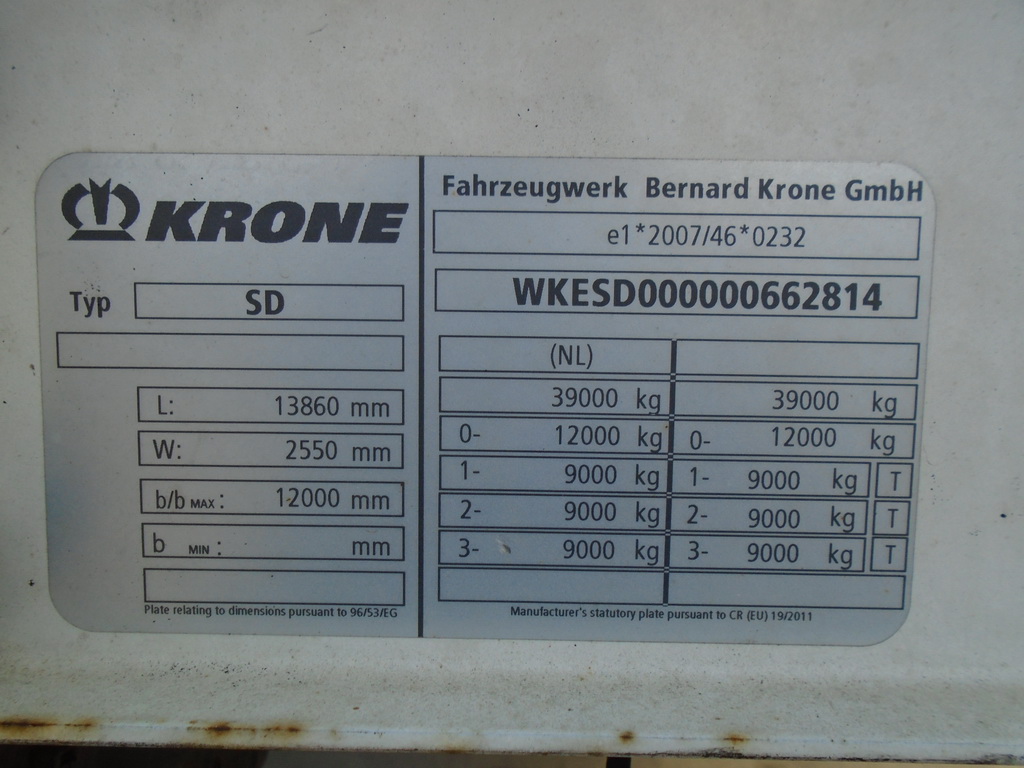 KRONE
Typ SD
L: 13860 mm
W: 2550 mm
b/b MAX : 12000 mm
b MIN : mm
Plate relating to dimensions pursuant to 96/53/EG
Fahrzeugwerk Bernard Krone GmbH
e1*2007/46*0232
WKESD000000662814
(NL)
39000 kg 39000 kg
0- 12000 kg 0- 12000 kg
1- 9000 kg 1- 9000 kg T
2- 9000 kg 2- 9000 kg T
3- 9000 kg 3- 9000 kg T
Manufacturer's statutory plate pursuant to CR (EU) 19/2011